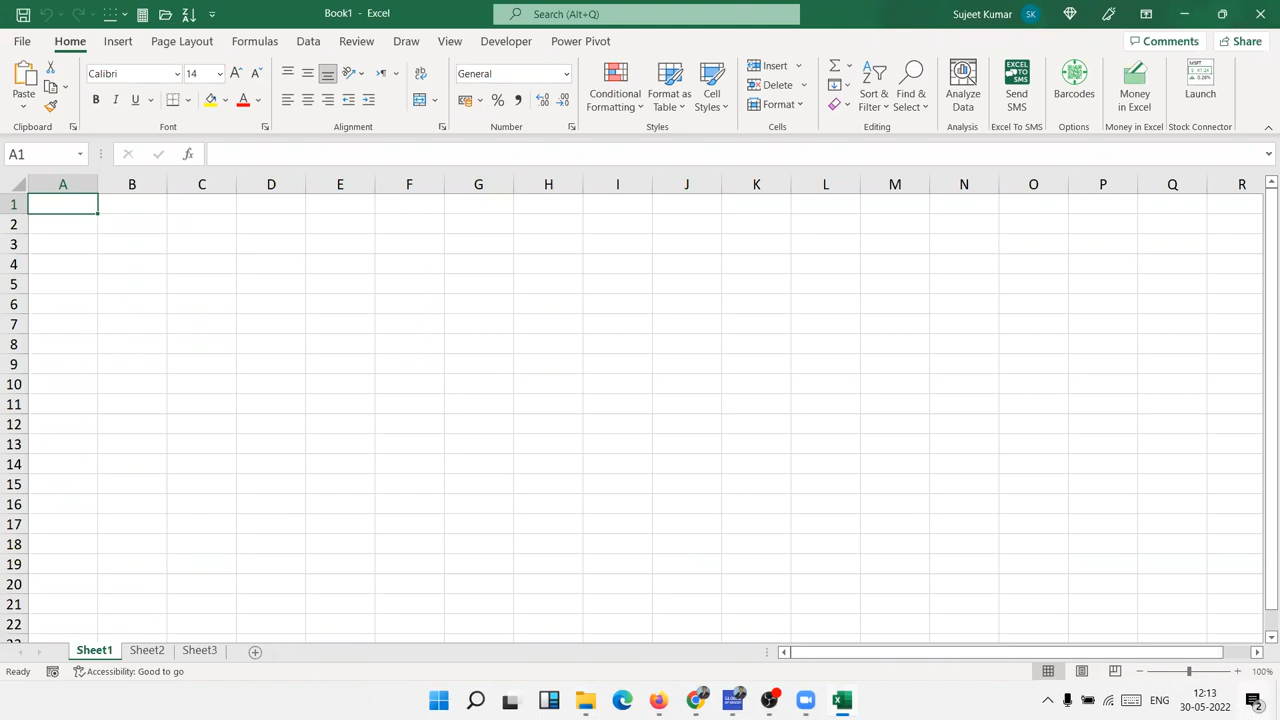 Book1 - Excel
Search (Alt+Q)
Sujeet Kumar
SK
File Home Insert Page Layout Formulas Data Review Draw View Developer Power Pivot
Comments
Share
Paste
Clipboard
Calibri 14
B I U
Font
Alignment
General
Number
Conditional Formatting
Format as Table
Cell Styles
Styles
Insert
Delete
Format
Cells
Sort & Filter
Find & Select
Editing
Analyze Data
Analysis
Send SMS
Excel To SMS
Barcodes
Options
Money in Excel
Money in Excel
Launch
Stock Connector
A1
fx
A B C D E F G H I J K L M N O P Q R
1
2
3
4
5
6
7
8
9
10
11
12
13
14
15
16
17
18
19
20
21
22
Sheet1 Sheet2 Sheet3
Ready
Accessibility: Good to go
100%
ENG
12:13
30-05-2022
2